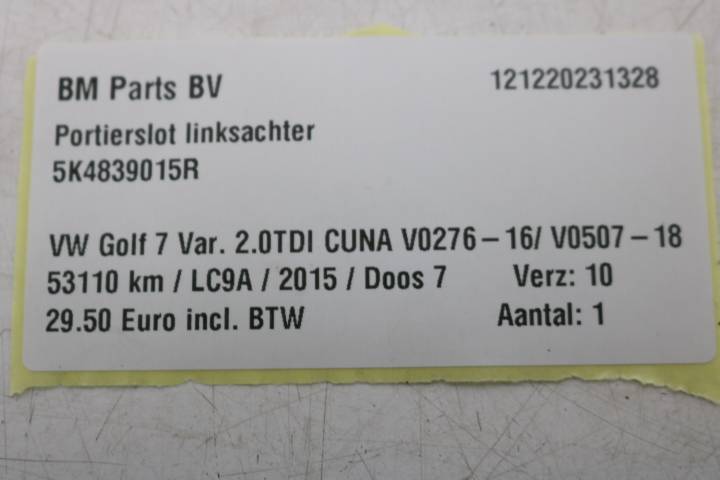 BM Parts BV 121220231328
Portierslot linksachter
5K4839015R
VW Golf 7 Var. 2.0TDI CUNA V0276-16/ V0507-18
53110 km / LC9A / 2015 / Doos 7 Verz: 10
29.50 Euro incl. BTW Aantal: 1